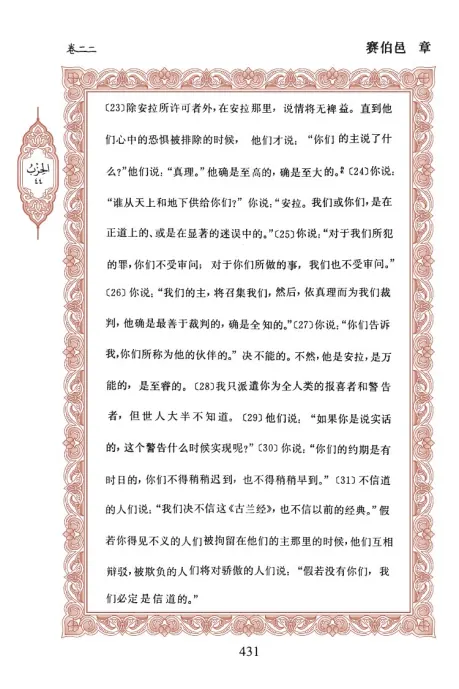 卷二二
赛伯邑 章
الحزب
٤٤
(23)除安拉所许可者外,在安拉那里,说情将无裨益。直到他
们心中的恐惧被排除的时候, 他们才说:“你们的主说了什
么?”他们说:“真理。”他确是至高的,确是至大的。(24)你说:
“谁从天上和地下供给你们?”你说:“安拉。我们或你们,是在
正道上的、或是在显著的迷误中的。”(25)你说:“对于我们所犯
的罪,你们不受审问; 对于你们所做的事,我们也不受审问。”
(26)你说:“我们的主,将召集我们,然后,依真理而为我们裁
判,他确是最善于裁判的,确是全知的。”(27)你说:“你们告诉
我,你们所称为他的伙伴的。”决不能的。不然,他是安拉,是万
能的,是至睿的。(28)我只派遣你为全人类的报喜者和警告
者,但世人大半不知道。(29)他们说:“如果你是说实话
的,这个警告什么时候实现呢?”(30)你说:“你们的约期是有
时日的,你们不得稍稍迟到,也不得稍稍早到。”(31)不信道
的人们说:“我们决不信这《古兰经》,也不信以前的经典。”假
若你得见不义的人们被拘留在他们的主那里的时候,他们互相
辩驳,被欺负的人们将对骄傲的人们说:“假若没有你们, 我
们必定是信道的。”
431